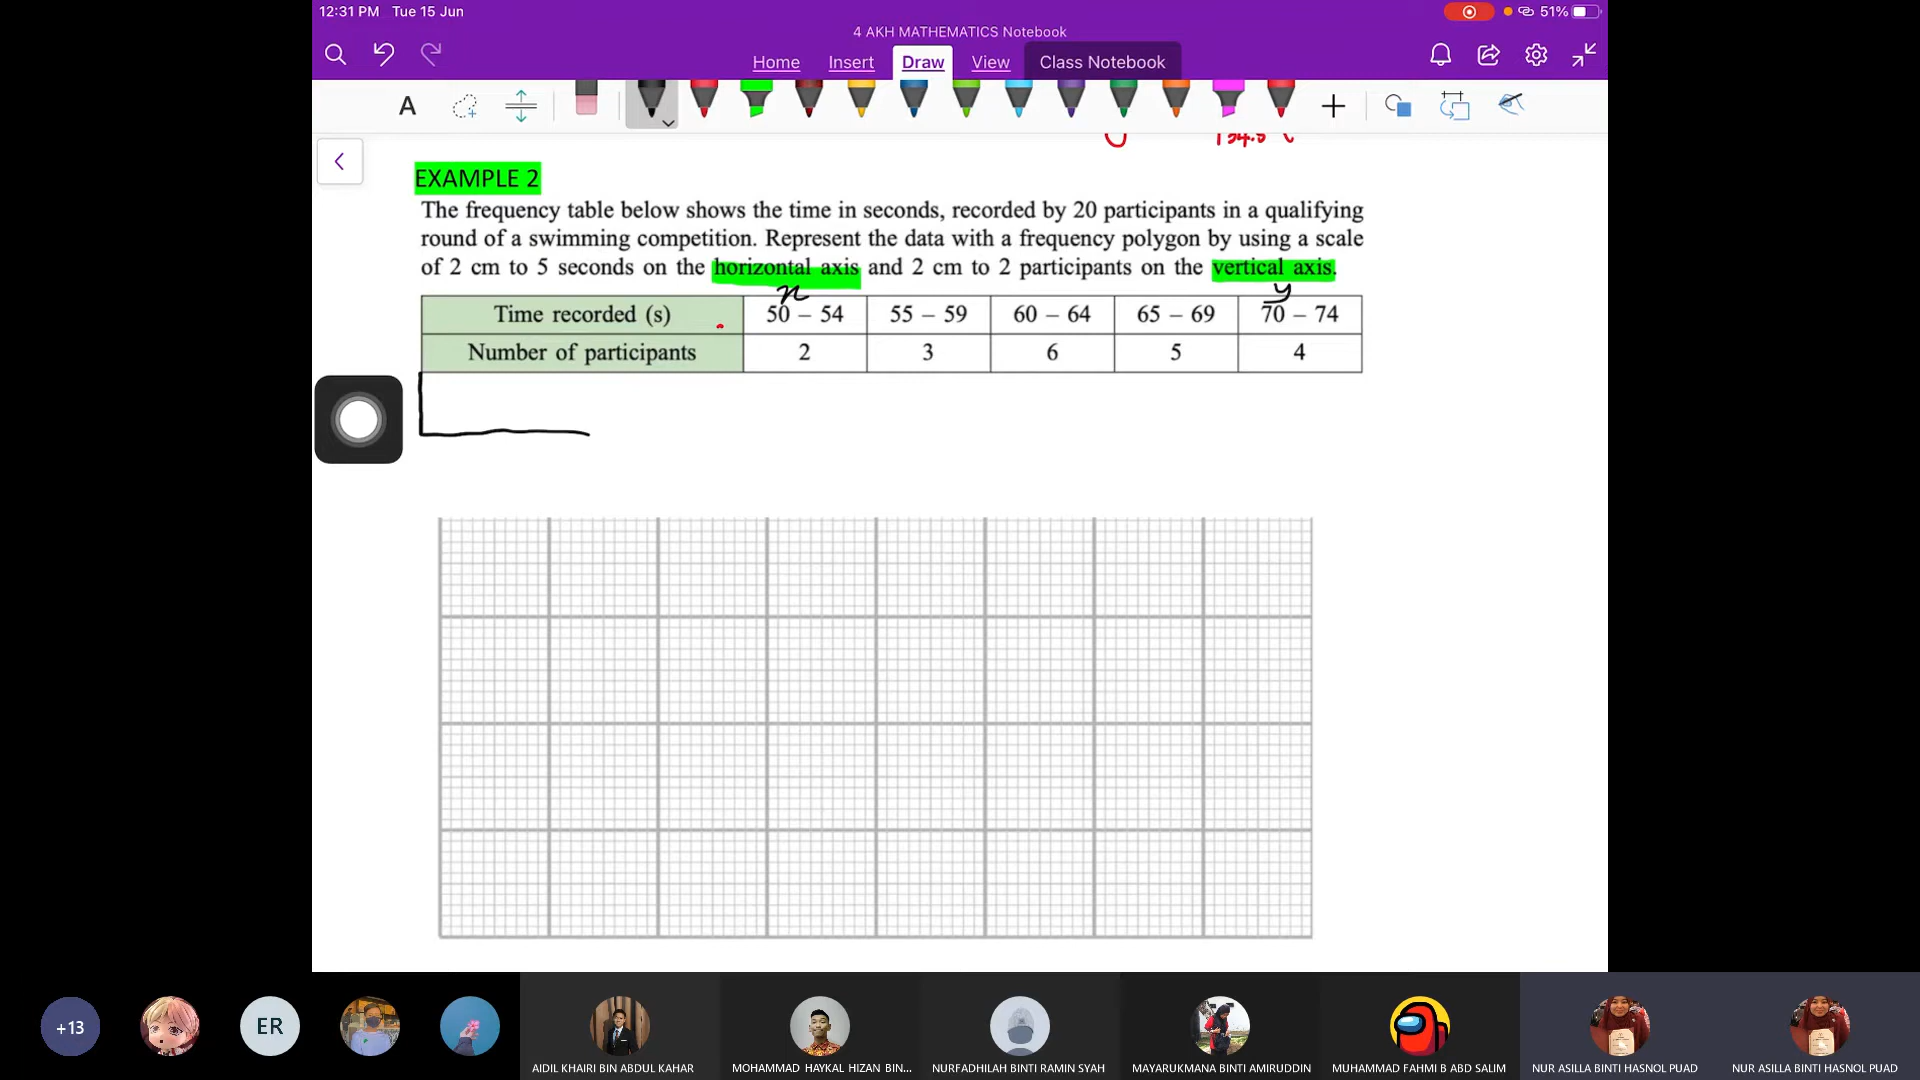 12:31 PM Tue 15 Jun
51%
4 AKH MATHEMATICS Notebook
Home Insert Draw View Class Notebook
A
EXAMPLE 2
The frequency table below shows the time in seconds, recorded by 20 participants in a qualifying
round of a swimming competition. Represent the data with a frequency polygon by using a scale
of 2 cm to 5 seconds on the horizontal axis and 2 cm to 2 participants on the vertical axis.
x y
Time recorded (s) 50 – 54 55 – 59 60 – 64 65 – 69 70 – 74
Number of participants 2 3 6 5 4
+13
ER
AIDIL KHAIRI BIN ABDUL KAHAR
MOHAMMAD HAYKAL HIZAN BIN...
NURFADHILAH BINTI RAMIN SYAH
MAYARUKMANA BINTI AMIRUDDIN
MUHAMMAD FAHMI B ABD SALIM
NUR ASILLA BINTI HASNOL PUAD
NUR ASILLA BINTI HASNOL PUAD